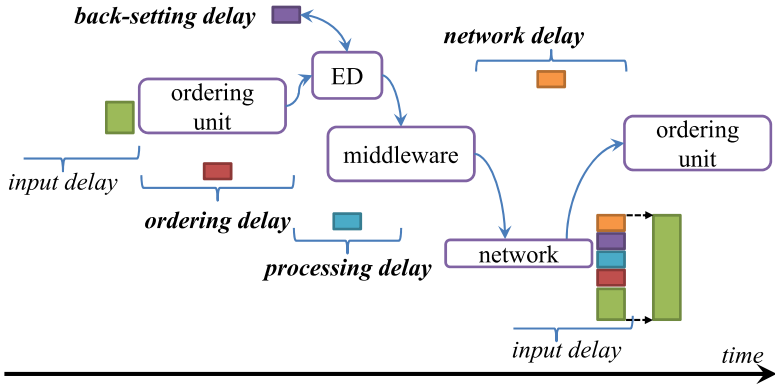 back-setting delay
network delay
ED
ordering
unit
ordering
unit
middleware
input delay
ordering delay
processing delay
network
input delay
time